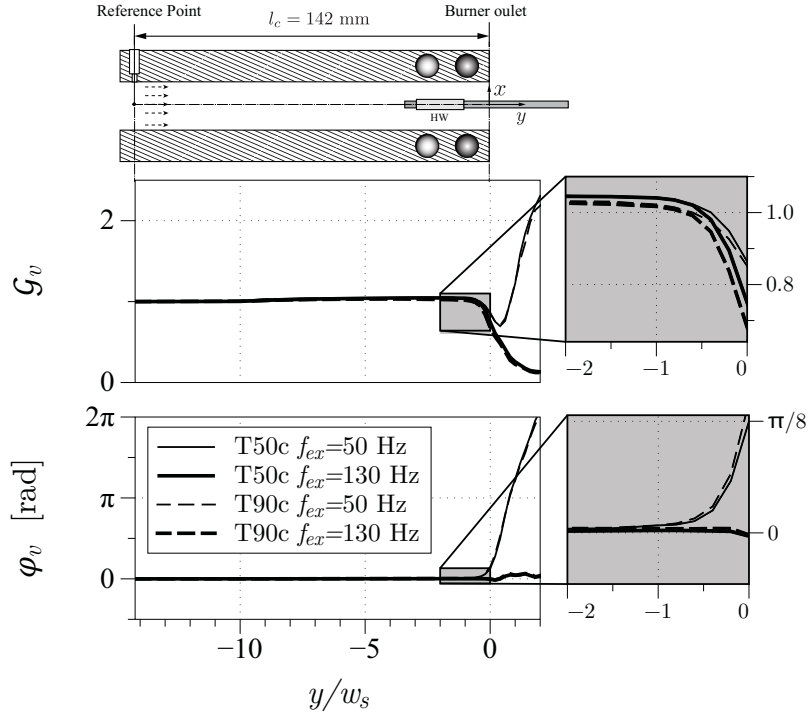 Reference Point
l_c = 142 mm
Burner oulet
x
y
HW
2
1
0
𝒢_v
1.0
0.8
−2
−1
0
2π
π
0
φ_v [rad]
T50c f_ex=50 Hz
T50c f_ex=130 Hz
T90c f_ex=50 Hz
T90c f_ex=130 Hz
π/8
0
−2
−1
0
−10
−5
0
y/w_s